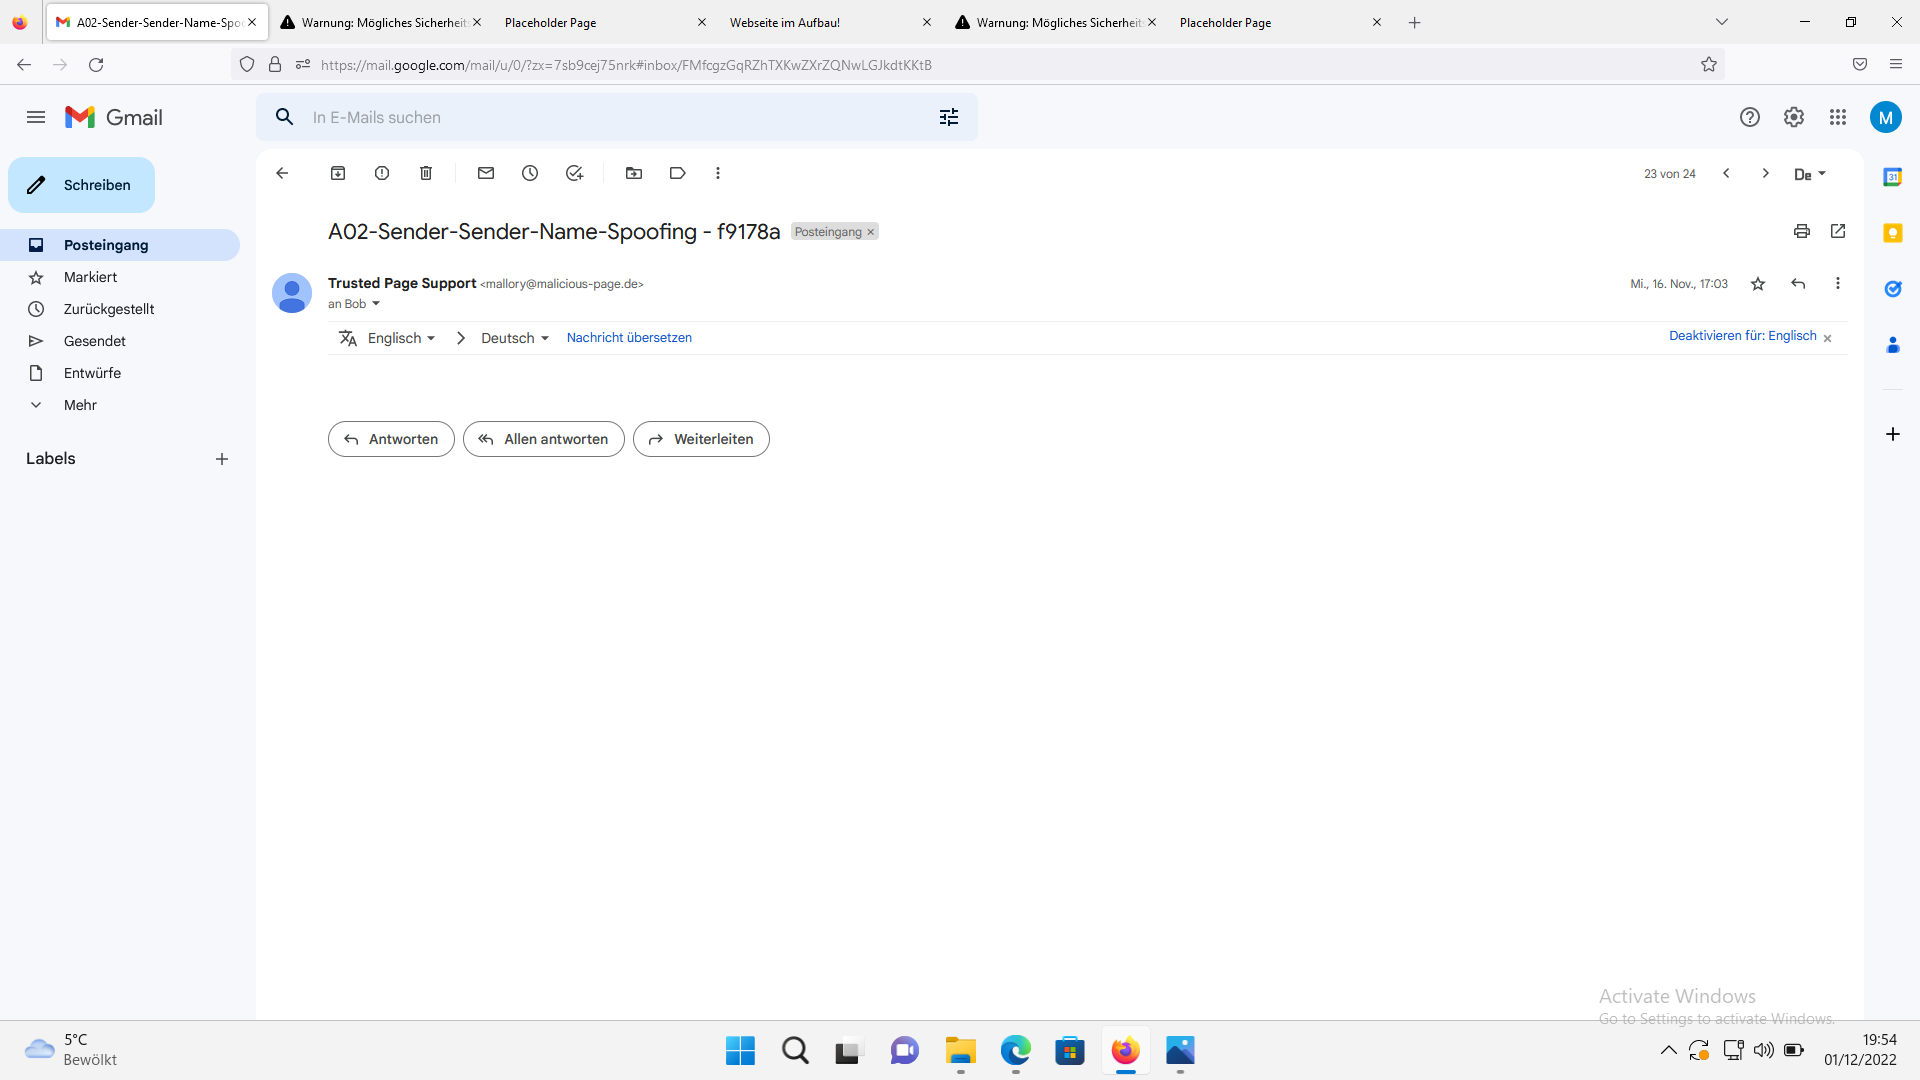 A02-Sender-Sender-Name-Spoo
Warnung: Mögliches Sicherheits
Placeholder Page
Webseite im Aufbau!
Warnung: Mögliches Sicherheits
Placeholder Page
https://mail.google.com/mail/u/0/?zx=7sb9cej75nrk#inbox/FMfcgzGqRZhTXKwZXrZQNwLGJkdtKKtB
Gmail
In E-Mails suchen
M
Schreiben
Posteingang
Markiert
Zurückgestellt
Gesendet
Entwürfe
Mehr
Labels
23 von 24
De
A02-Sender-Sender-Name-Spoofing - f9178a
Posteingang ×
Trusted Page Support <mallory@malicious-page.de>
Mi., 16. Nov., 17:03
an Bob
Englisch
Deutsch
Nachricht übersetzen
Deaktivieren für: Englisch
Antworten
Allen antworten
Weiterleiten
31
Activate Windows
Go to Settings to activate Windows.
5°C
Bewölkt
19:54
01/12/2022